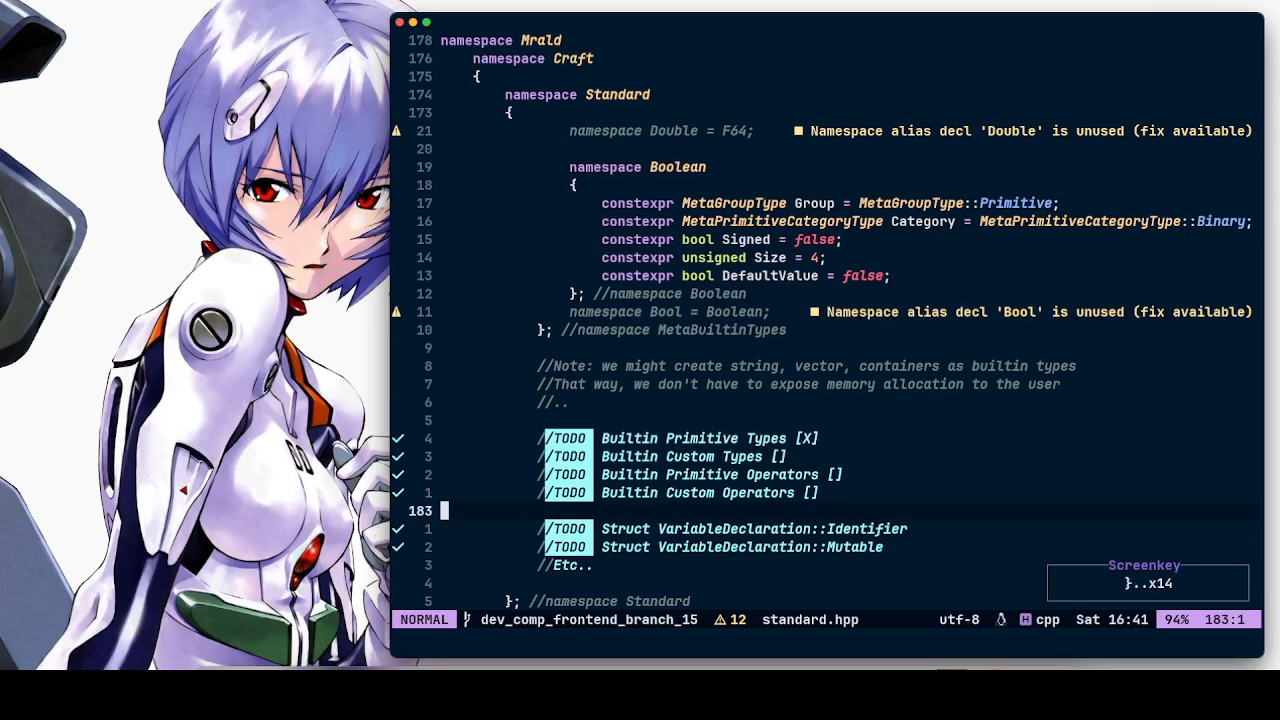 178 namespace Mrald
176 namespace Craft
175 {
174 namespace Standard
173 {
21 namespace Double = F64; ■ Namespace alias decl 'Double' is unused (fix available)
20
19 namespace Boolean
18 {
17 constexpr MetaGroupType Group = MetaGroupType::Primitive;
16 constexpr MetaPrimitiveCategoryType Category = MetaPrimitiveCategoryType::Binary;
15 constexpr bool Signed = false;
14 constexpr unsigned Size = 4;
13 constexpr bool DefaultValue = false;
12 }; //namespace Boolean
11 namespace Bool = Boolean; ■ Namespace alias decl 'Bool' is unused (fix available)
10 }; //namespace MetaBuiltinTypes
9
8 //Note: we might create string, vector, containers as builtin types
7 //That way, we don't have to expose memory allocation to the user
6 //..
5
4 //TODO Builtin Primitive Types [X]
3 //TODO Builtin Custom Types []
2 //TODO Builtin Primitive Operators []
1 //TODO Builtin Custom Operators []
183
1 //TODO Struct VariableDeclaration::Identifier
2 //TODO Struct VariableDeclaration::Mutable
3 //Etc..
Screenkey
4
}..x14
5 }; //namespace Standard
NORMAL dev_comp_frontend_branch_15 12 standard.hpp utf-8 H cpp Sat 16:41 94% 183:1